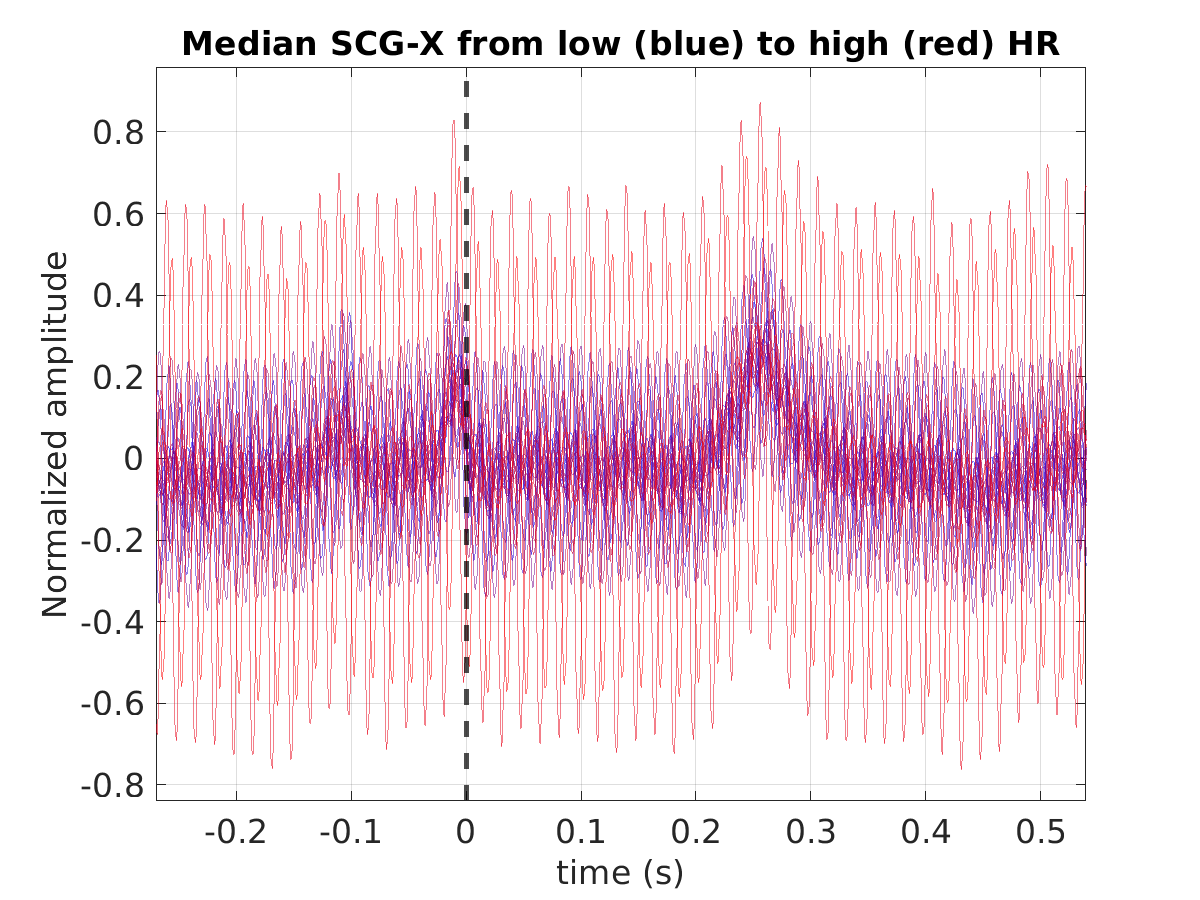 Median SCG-X from low (blue) to high (red) HR
Normalized amplitude
0.8
0.6
0.4
0.2
0
-0.2
-0.4
-0.6
-0.8
-0.2 -0.1 0 0.1 0.2 0.3 0.4 0.5
time (s)